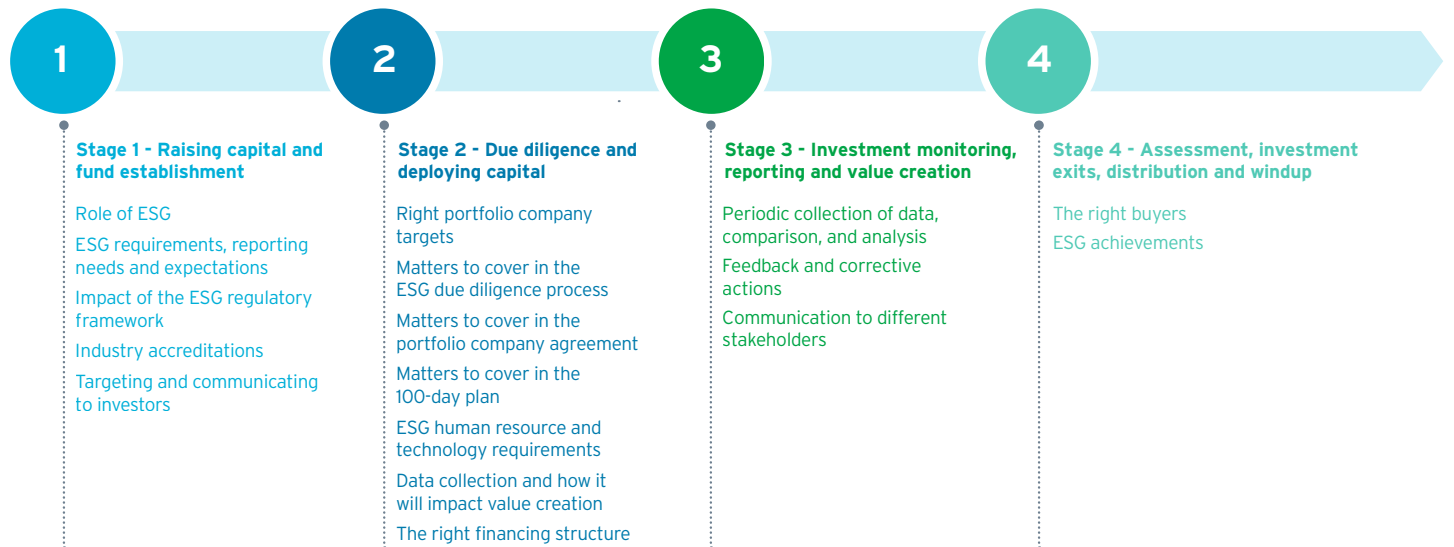 1
2
3
4
Stage 1 - Raising capital and
fund establishment
Role of ESG
ESG requirements, reporting
needs and expectations
Impact of the ESG regulatory
framework
Industry accreditations
Targeting and communicating
to investors
Stage 2 - Due diligence and
deploying capital
Right portfolio company
targets
Matters to cover in the
ESG due diligence process
Matters to cover in the
portfolio company agreement
Matters to cover in the
100-day plan
ESG human resource and
technology requirements
Data collection and how it
will impact value creation
The right financing structure
Stage 3 - Investment monitoring,
reporting and value creation
Periodic collection of data,
comparison, and analysis
Feedback and corrective
actions
Communication to different
stakeholders
Stage 4 - Assessment, investment
exits, distribution and windup
The right buyers
ESG achievements